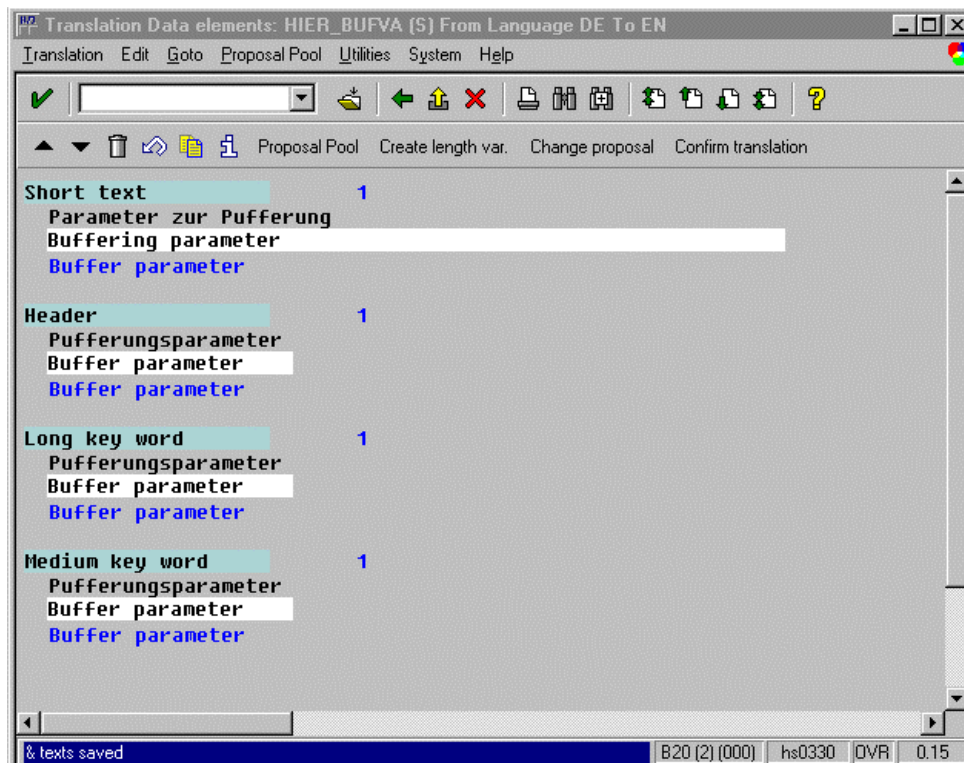 Translation Data elements: HIER_BUFVA (S) From Language DE To EN
Translation Edit Goto Proposal Pool Utilities System Help
Proposal Pool Create length var. Change proposal Confirm translation
Short text 1
Parameter zur Pufferung
Buffering parameter
Buffer parameter
Header 1
Pufferungsparameter
Buffer parameter
Buffer parameter
Long key word 1
Pufferungsparameter
Buffer parameter
Buffer parameter
Medium key word 1
Pufferungsparameter
Buffer parameter
Buffer parameter
& texts saved B20 (2) (000) hs0330 OVR 0.15